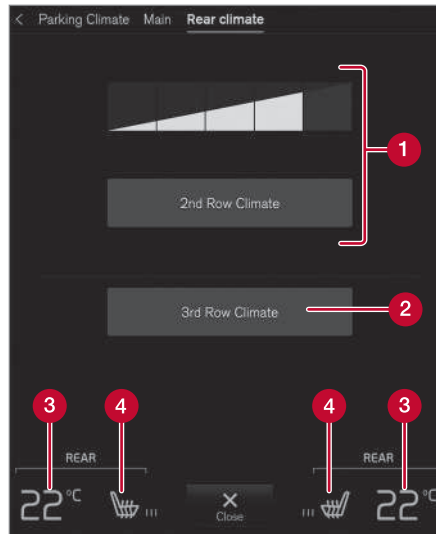 Parking Climate Main Rear climate
1
2nd Row Climate
3rd Row Climate 2
3 4 4 3
REAR REAR
22°C 22°C
Close